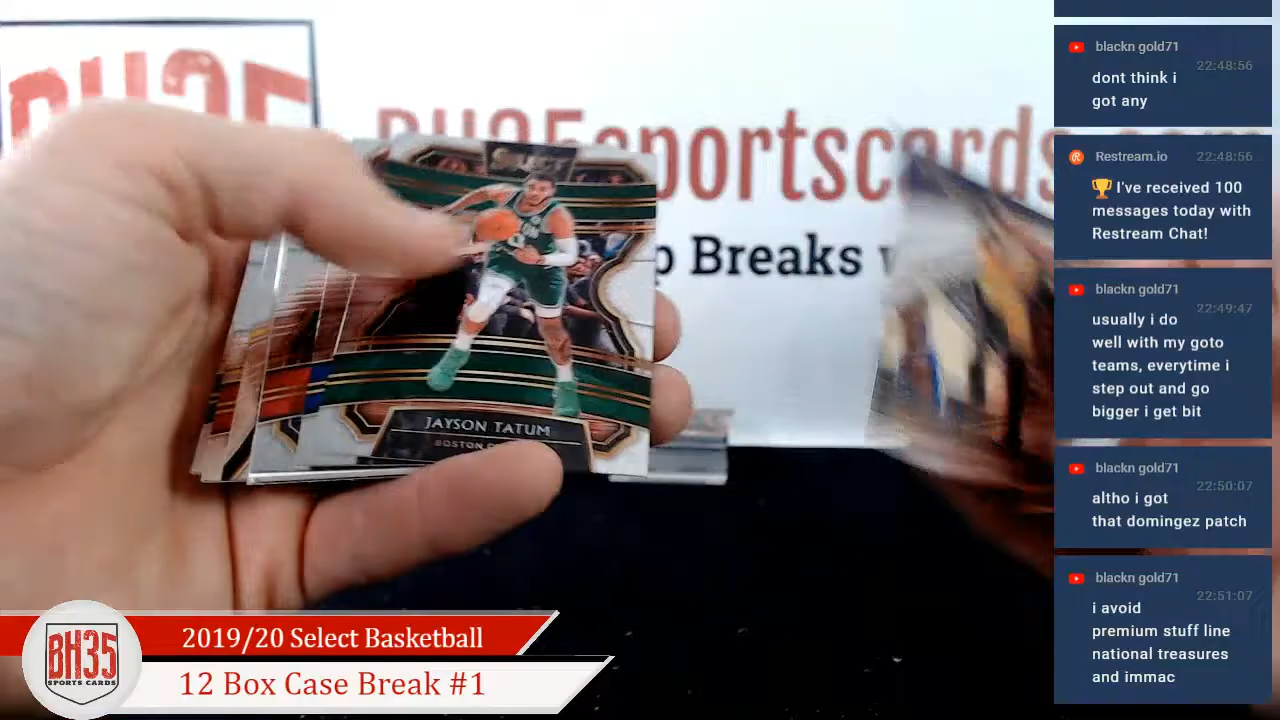 BH35
BH35sportscards.com
p Breaks
SELECT
JAYSON TATUM
BOSTON
2019/20 Select Basketball
12 Box Case Break #1
BH35
SPORTS CARDS
blackn gold71
22:48:56
dont think i
got any
Restream.io 22:48:56
🏆 I've received 100
messages today with
Restream Chat!
blackn gold71
22:49:47
usually i do
well with my goto
teams, everytime i
step out and go
bigger i get bit
blackn gold71
22:50:07
altho i got
that domingez patch
blackn gold71
22:51:07
i avoid
premium stuff line
national treasures
and immac